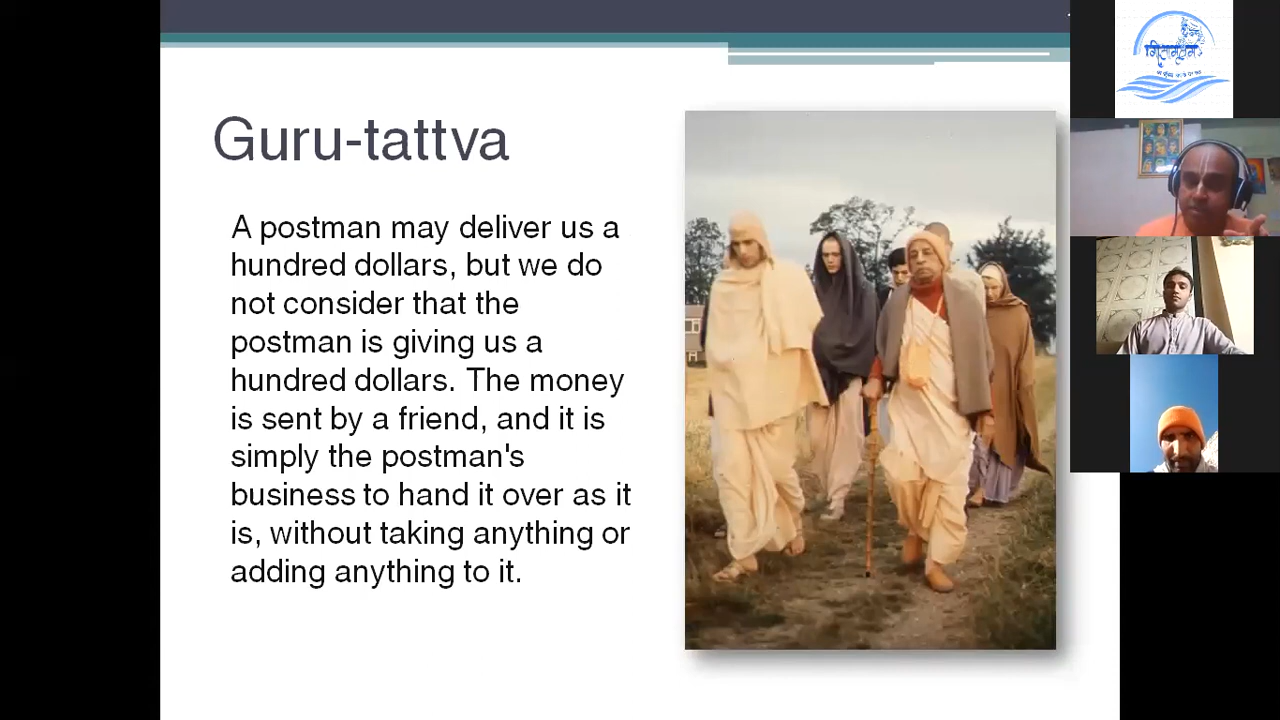 Guru-tattva
A postman may deliver us a
hundred dollars, but we do
not consider that the
postman is giving us a
hundred dollars. The money
is sent by a friend, and it is
simply the postman's
business to hand it over as it
is, without taking anything or
adding anything to it.